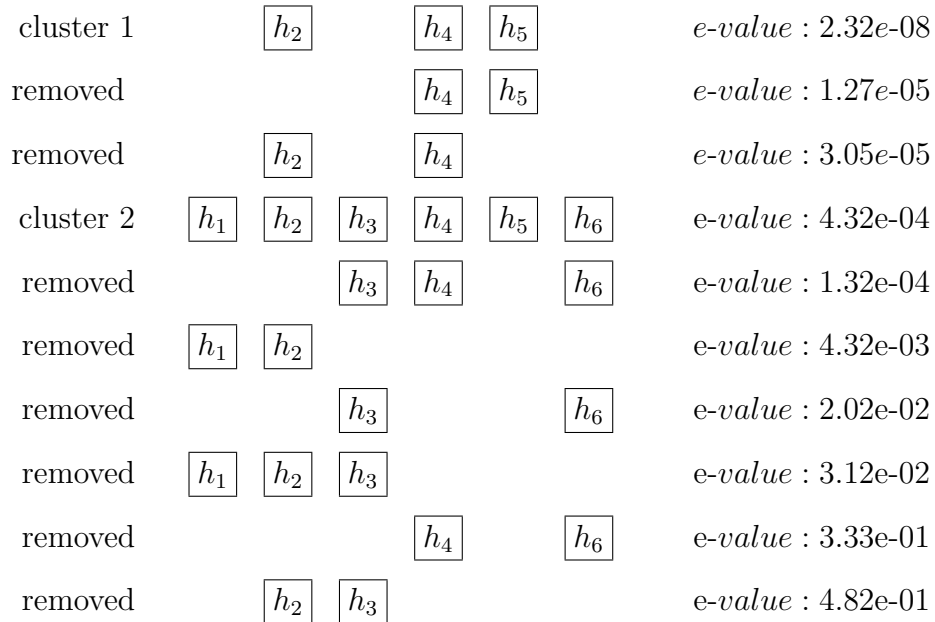 cluster 1 h₂ h₄ h₅ e-value : 2.32e-08
removed h₄ h₅ e-value : 1.27e-05
removed h₂ h₄ e-value : 3.05e-05
cluster 2 h₁ h₂ h₃ h₄ h₅ h₆ e-value : 4.32e-04
removed h₃ h₄ h₆ e-value : 1.32e-04
removed h₁ h₂ e-value : 4.32e-03
removed h₃ h₆ e-value : 2.02e-02
removed h₁ h₂ h₃ e-value : 3.12e-02
removed h₄ h₆ e-value : 3.33e-01
removed h₂ h₃ e-value : 4.82e-01